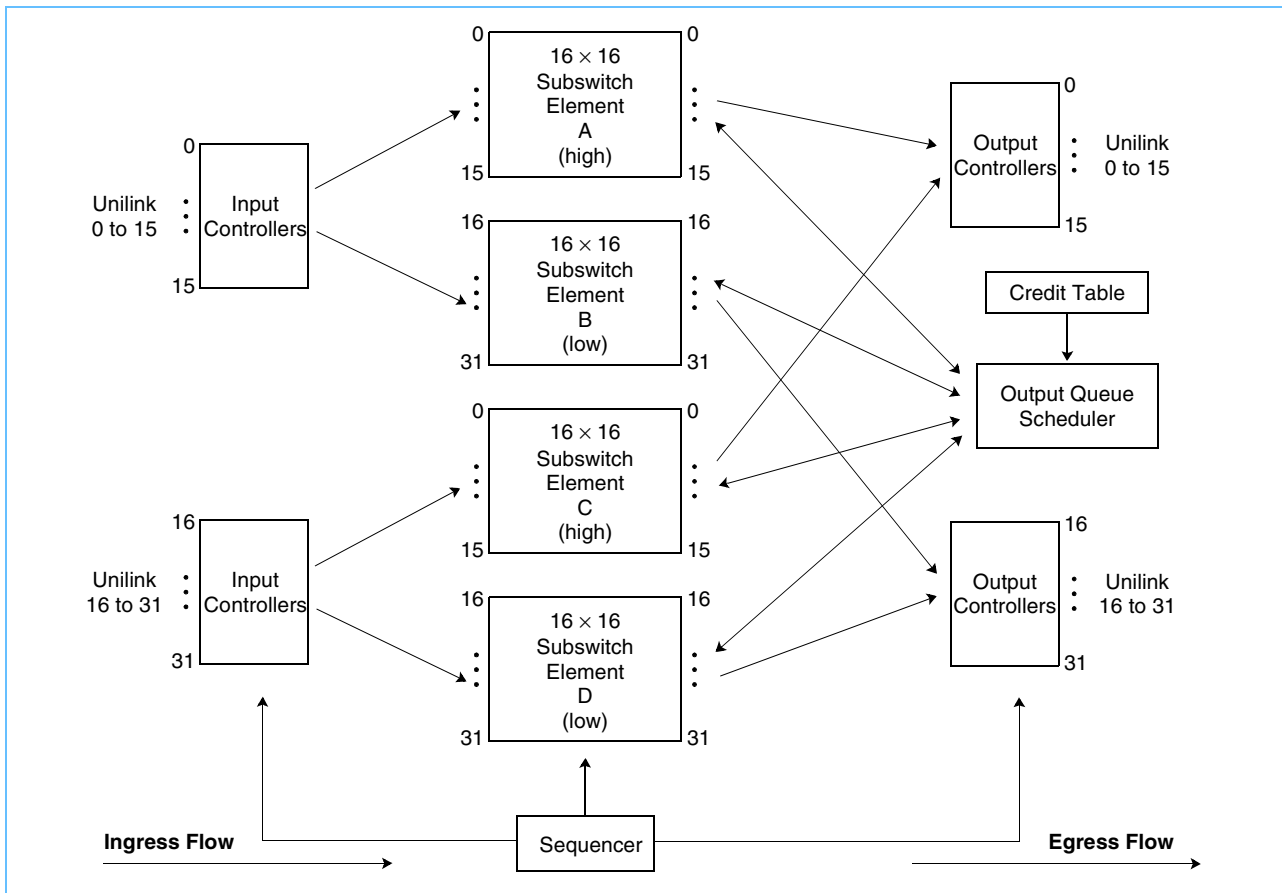 0
Unilink
0 to 15
15
Input
Controllers
0
0
16 × 16
Subswitch
Element
A
(high)
15
15
16
16
16 × 16
Subswitch
Element
B
(low)
31
31
0
Output
Controllers
15
Unilink
0 to 15
Credit Table
Output Queue
Scheduler
16
Unilink
16 to 31
31
Input
Controllers
0
0
16 × 16
Subswitch
Element
C
(high)
15
15
16
16
16 × 16
Subswitch
Element
D
(low)
31
31
16
Output
Controllers
31
Unilink
16 to 31
Ingress Flow
Sequencer
Egress Flow